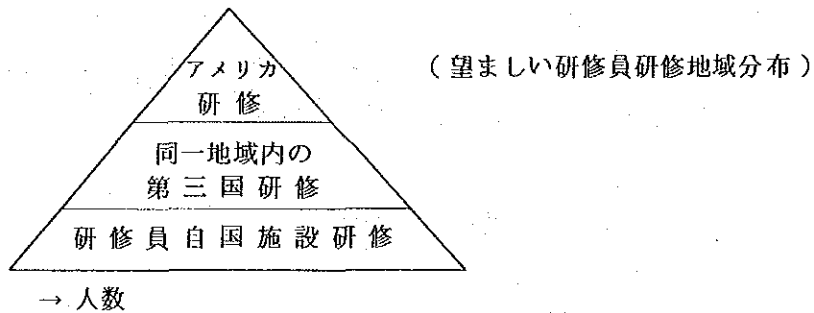 アメリカ
研修
(望ましい研修員研修地域分布)
同一地域内の
第三国研修
研修員自国施設研修
→ 人数